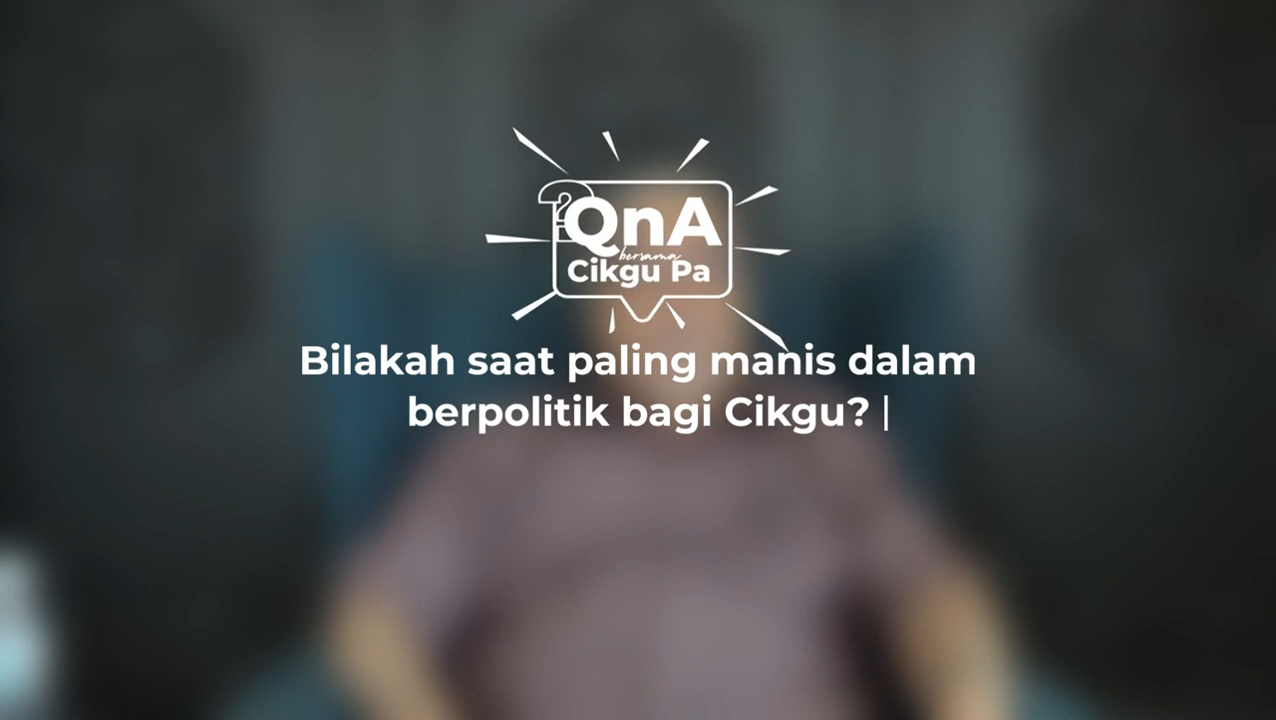 QnA
bersama
Cikgu Pa
Bilakah saat paling manis dalam
berpolitik bagi Cikgu?